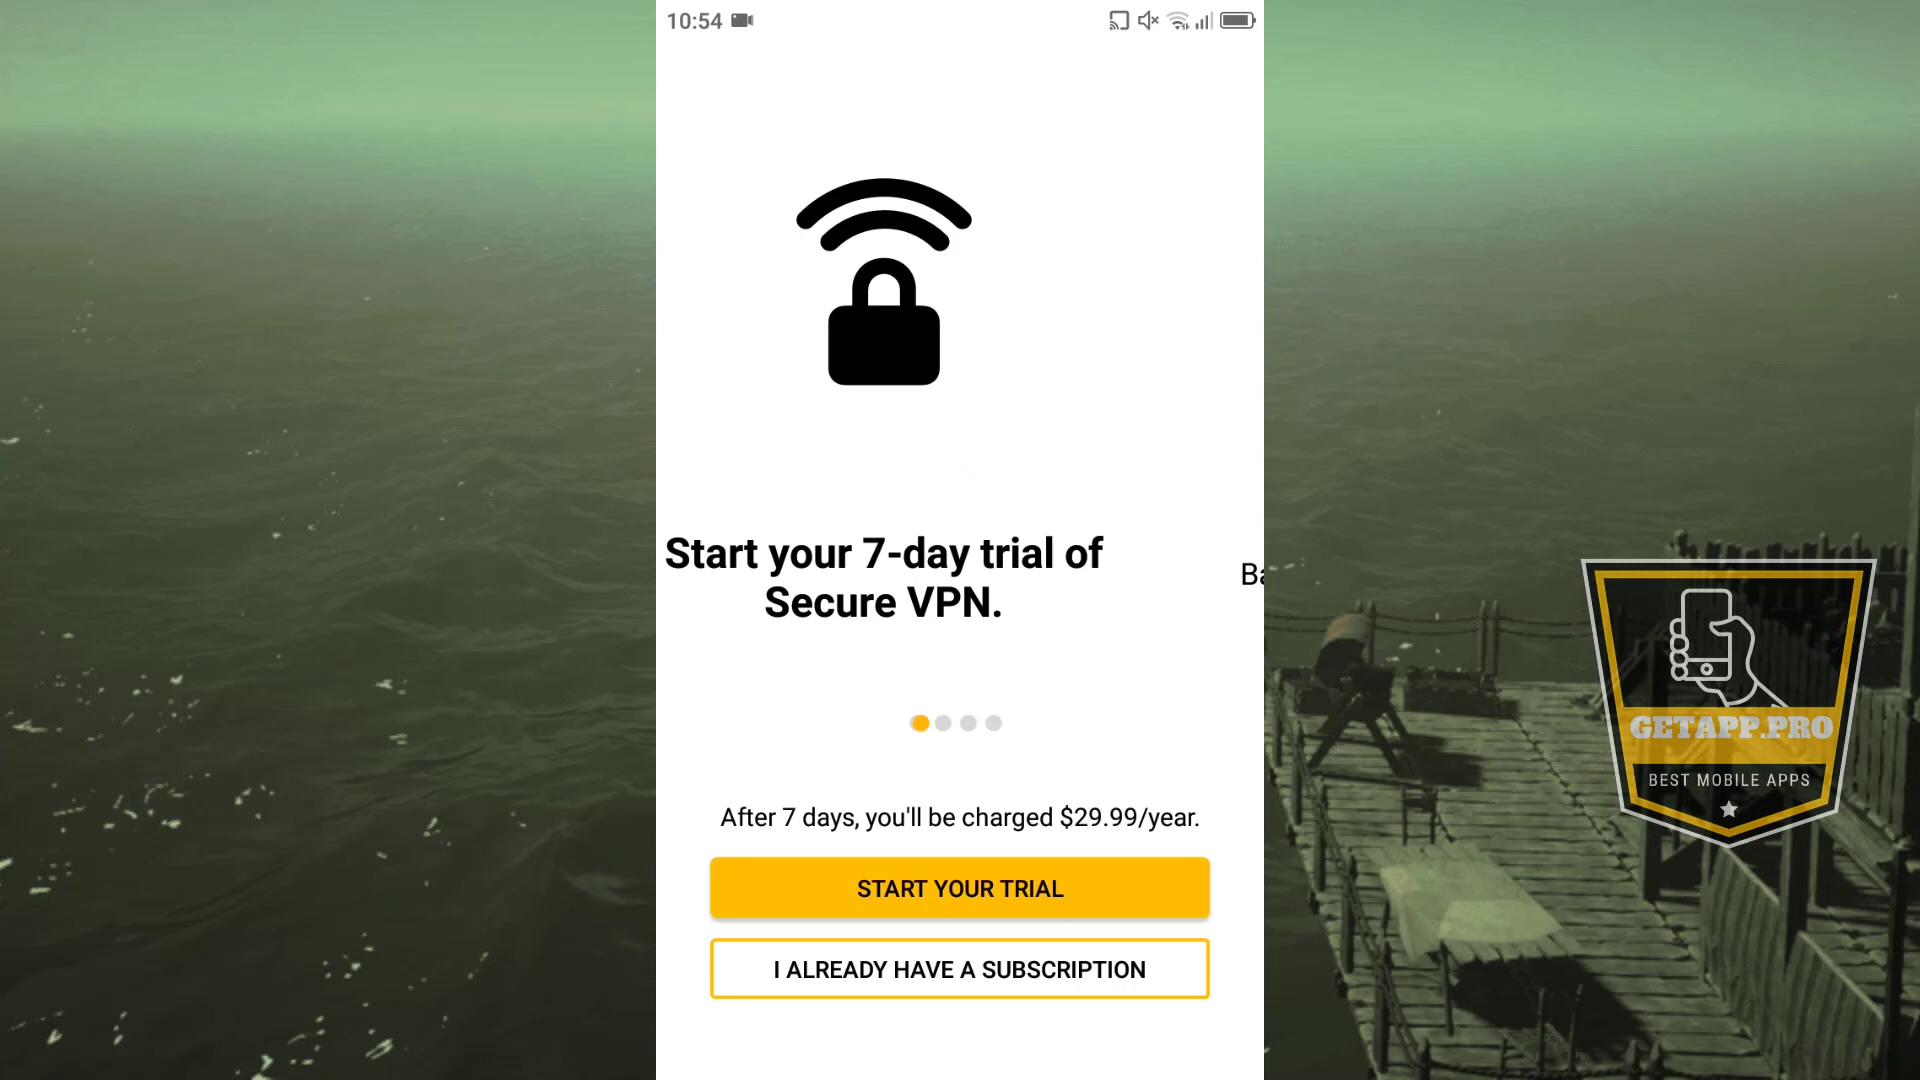 10:54
Start your 7-day trial of
Secure VPN.
After 7 days, you'll be charged $29.99/year.
START YOUR TRIAL
I ALREADY HAVE A SUBSCRIPTION
GETAPP.PRO
BEST MOBILE APPS